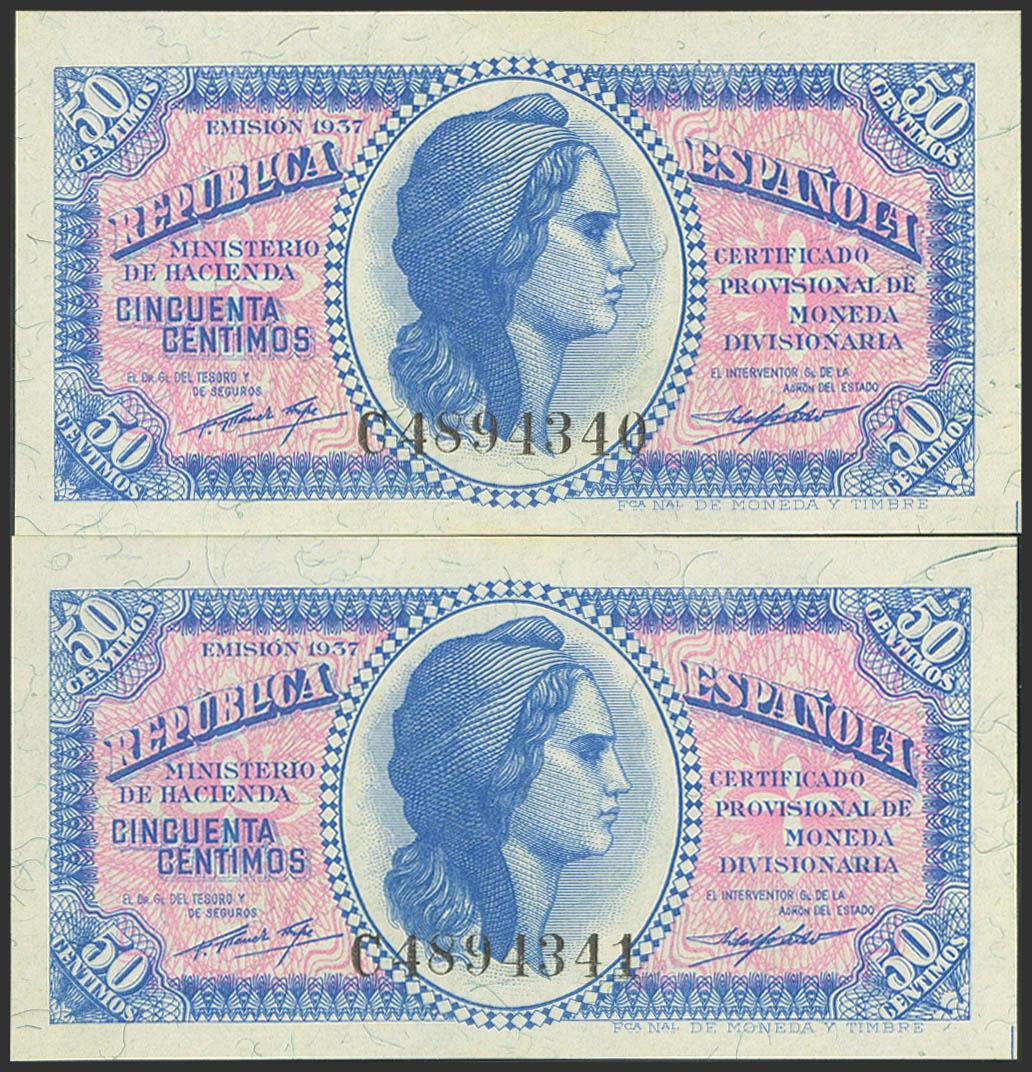 50 CENTIMOS
50 CENTIMOS
EMISIÓN 1937
REPUBLICA
ESPAÑOLA
MINISTERIO
DE HACIENDA
CINCUENTA
CENTIMOS
CERTIFICADO
PROVISIONAL DE
MONEDA
DIVISIONARIA
EL DR. GL DEL TESORO Y
DE SEGUROS
EL INTERVENTOR GL DE LA
ADMÓN DEL ESTADO
C4894340
50 CENTIMOS
50 CENTIMOS
FCA NAL DE MONEDA Y TIMBRE
50 CENTIMOS
50 CENTIMOS
EMISIÓN 1937
REPUBLICA
ESPAÑOLA
MINISTERIO
DE HACIENDA
CINCUENTA
CENTIMOS
CERTIFICADO
PROVISIONAL DE
MONEDA
DIVISIONARIA
EL DR. GL DEL TESORO Y
DE SEGUROS
EL INTERVENTOR GL DE LA
ADMÓN DEL ESTADO
C4894341
50 CENTIMOS
50 CENTIMOS
FCA NAL DE MONEDA Y TIMBRE